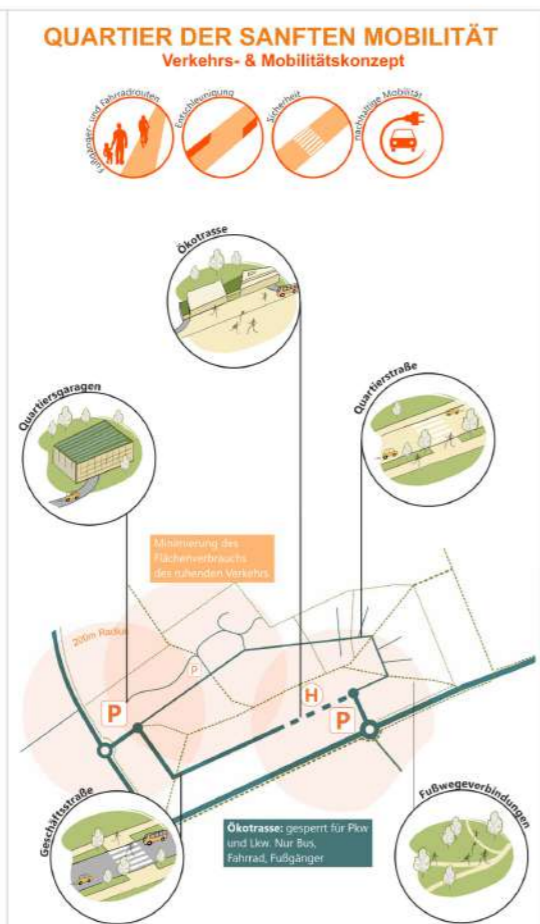 QUARTIER DER SANFTEN MOBILITÄT
Verkehrs- & Mobilitätskonzept
Fußgänger- und Fahrradrouten
Entschleunigung
Sicherheit
nachhaltige Mobilität
Ökotrasse
Quartiersgaragen
Quartierstraße
Minimierung des
Flächenverbrauchs
des ruhenden Verkehrs
200m Radius
P
H
P
P
Geschäftsstraße
Ökotrasse: gesperrt für Pkw
und Lkw. Nur Bus,
Fahrrad, Fußgänger
Fußwegeverbindungen